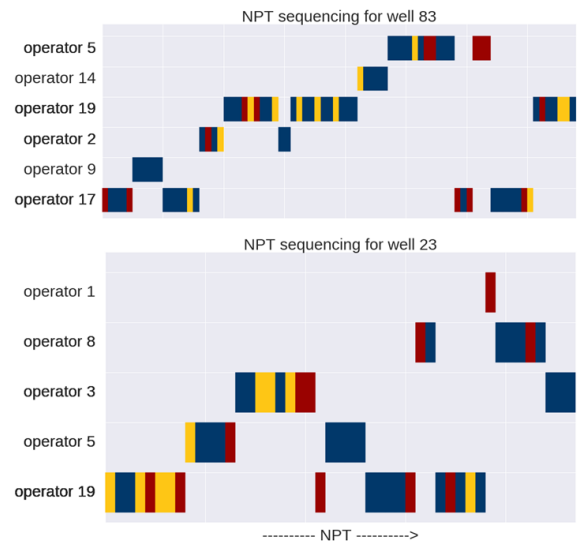 NPT sequencing for well 83
operator 5
operator 14
operator 19
operator 2
operator 9
operator 17
NPT sequencing for well 23
operator 1
operator 8
operator 3
operator 5
operator 19
---------- NPT ---------->